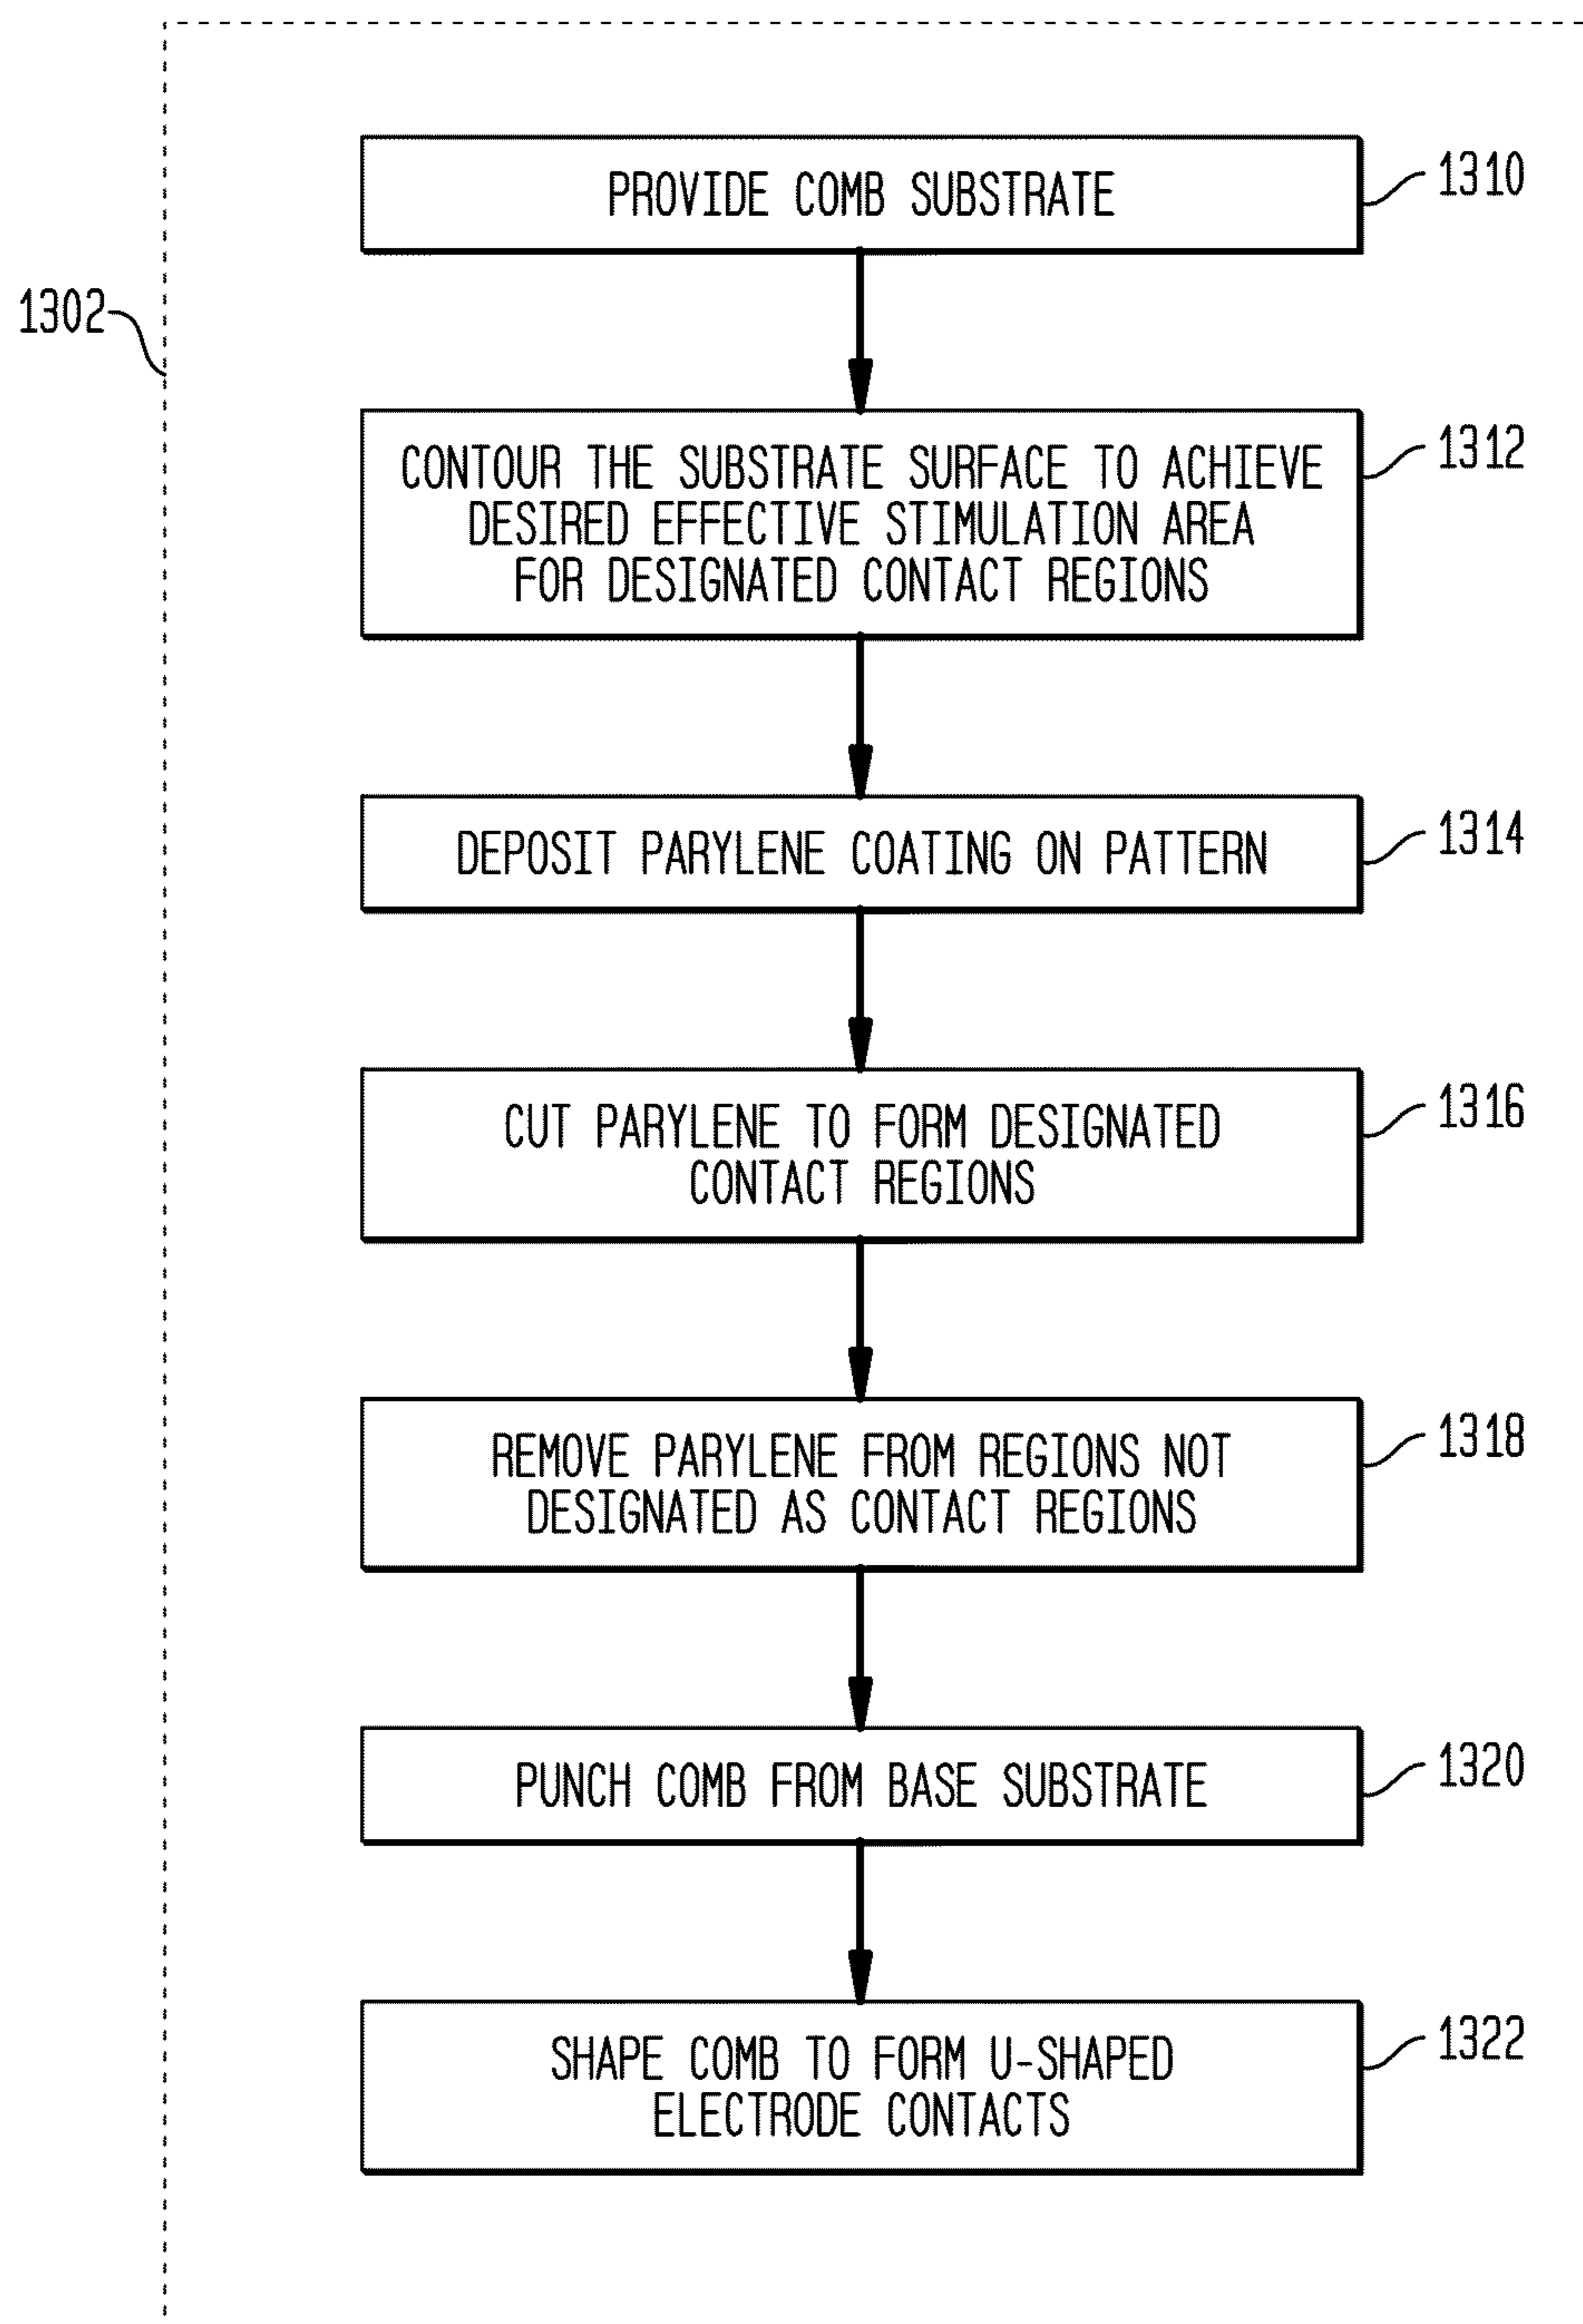 PROVIDE COMB SUBSTRATE
1310
1302
CONTOUR THE SUBSTRATE SURFACE TO ACHIEVE
DESIRED EFFECTIVE STIMULATION AREA
FOR DESIGNATED CONTACT REGIONS
1312
DEPOSIT PARYLENE COATING ON PATTERN
1314
CUT PARYLENE TO FORM DESIGNATED
CONTACT REGIONS
1316
REMOVE PARYLENE FROM REGIONS NOT
DESIGNATED AS CONTACT REGIONS
1318
PUNCH COMB FROM BASE SUBSTRATE
1320
SHAPE COMB TO FORM U-SHAPED
ELECTRODE CONTACTS
1322